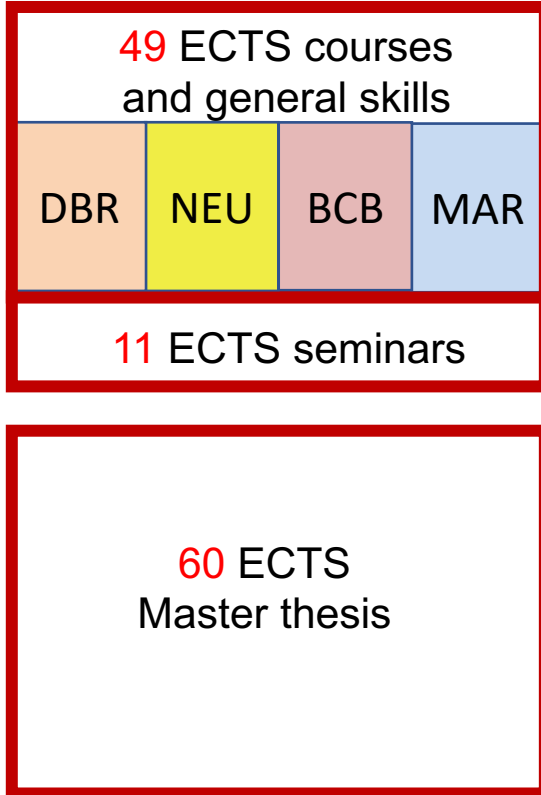 49 ECTS courses
and general skills
DBR NEU BCB MAR
11 ECTS seminars
60 ECTS
Master thesis